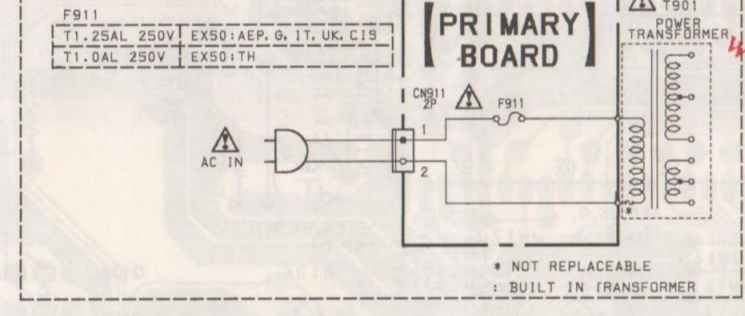 F911
T1.25AL 250V EX50:AEP, G, IT, UK, CIS
T1.0AL 250V EX50:TH
[PRIMARY
BOARD]
T901
POWER
TRANSFORMER
CN911
2P
F911
1
AC IN
2
*
* NOT REPLACEABLE
: BUILT IN TRANSFORMER